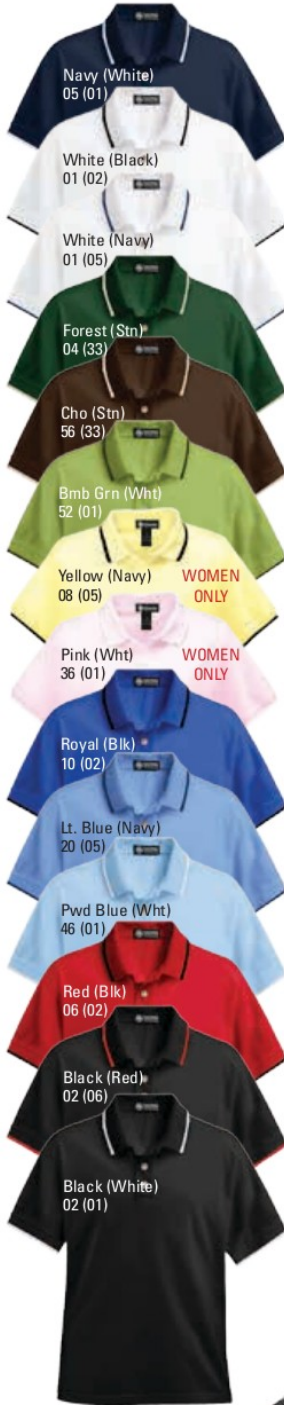 Navy (White)
05 (01)
White (Black)
01 (02)
White (Navy)
01 (05)
Forest (Stn)
04 (33)
Cho (Stn)
56 (33)
Bmb Grn (Wht)
52 (01)
Yellow (Navy) WOMEN
08 (05) ONLY
Pink (Wht) WOMEN
36 (01) ONLY
Royal (Blk)
10 (02)
Lt. Blue (Navy)
20 (05)
Pwd Blue (Wht)
46 (01)
Red (Blk)
06 (02)
Black (Red)
02 (06)
Black (White)
02 (01)